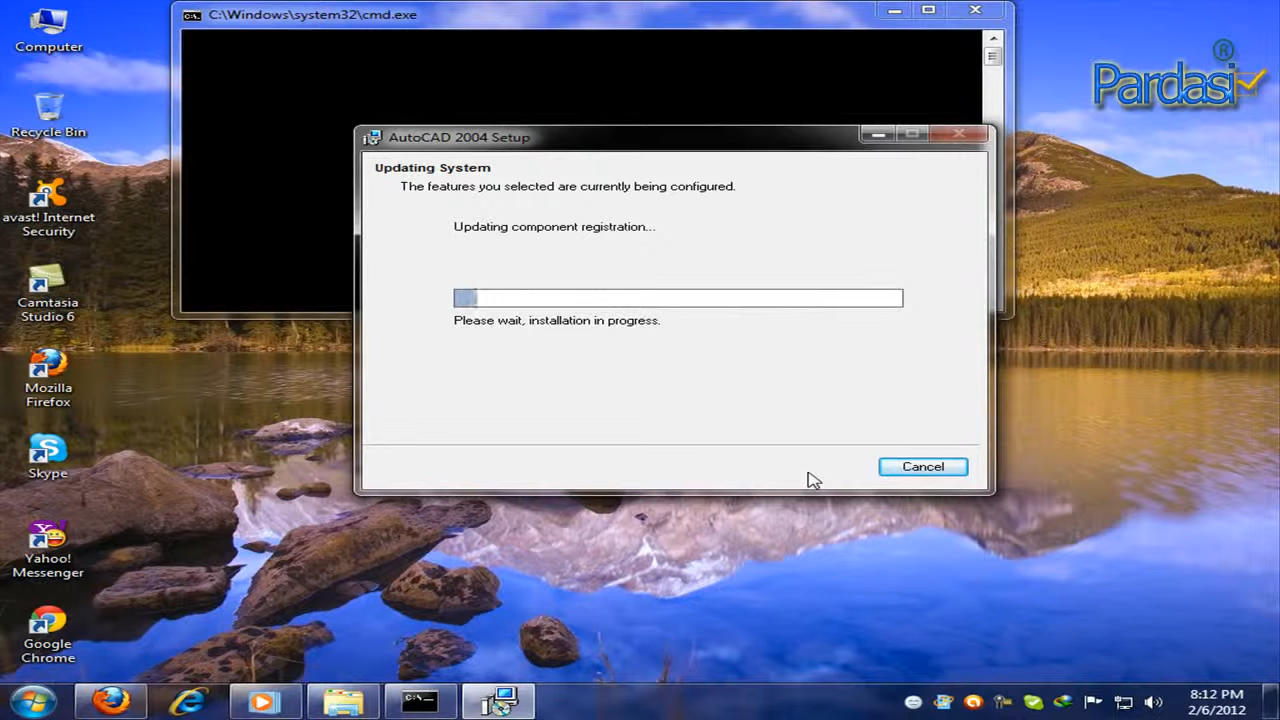 Computer
Recycle Bin
avast! Internet
Security
Camtasia
Studio 6
Mozilla
Firefox
Skype
Yahoo!
Messenger
Google
Chrome
C:\Windows\system32\cmd.exe
Pardasi®
AutoCAD 2004 Setup
Updating System
The features you selected are currently being configured.
Updating component registration...
Please wait, installation in progress.
Cancel
8:12 PM
2/6/2012